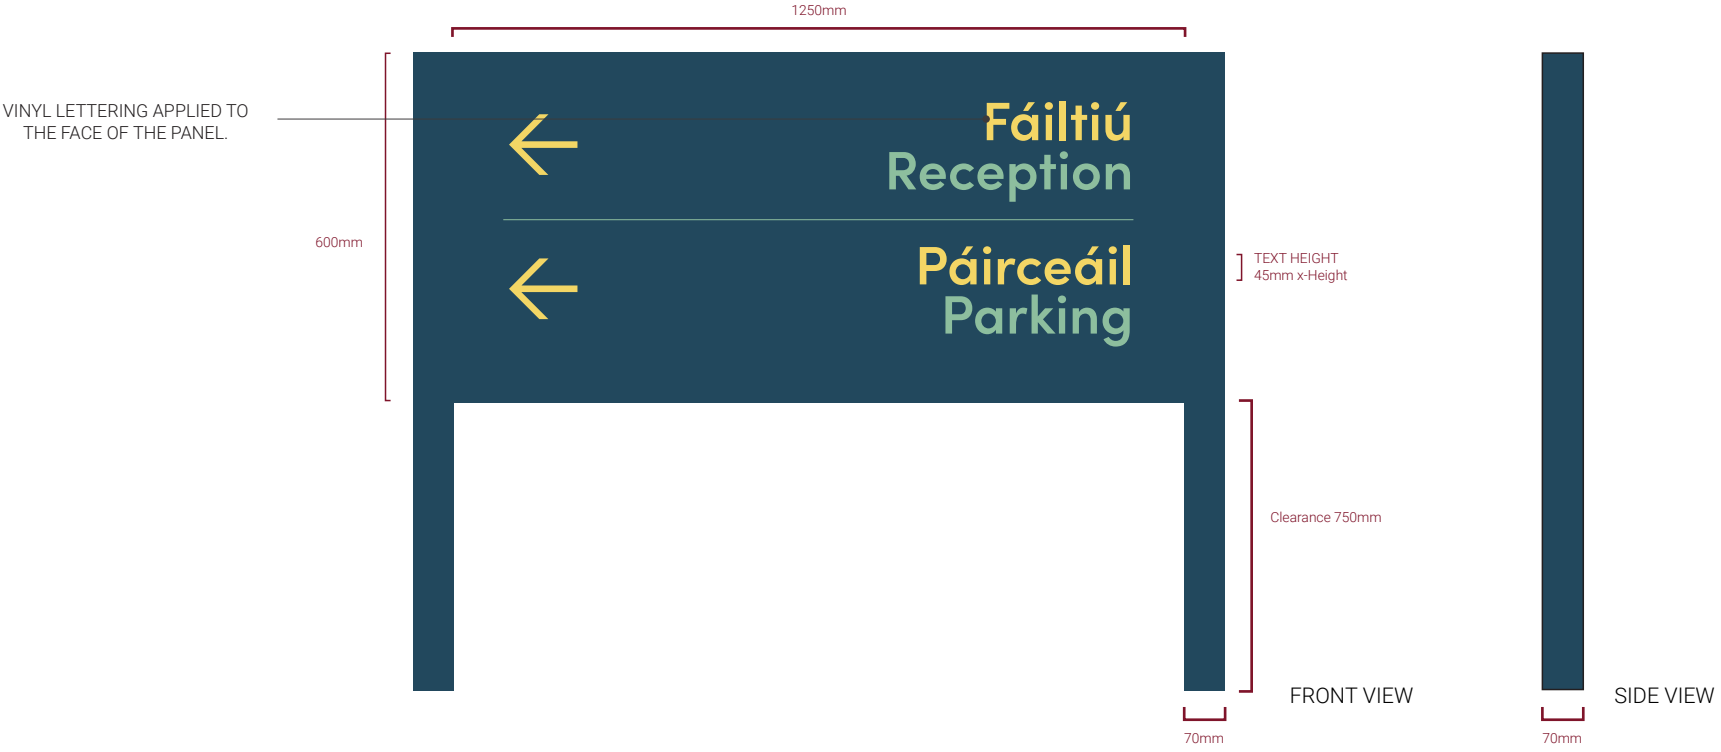 1250mm
VINYL LETTERING APPLIED TO
THE FACE OF THE PANEL.
Fáiltiú
Reception
600mm
Páirceáil
Parking
TEXT HEIGHT
45mm x-Height
Clearance 750mm
FRONT VIEW
SIDE VIEW
70mm
70mm